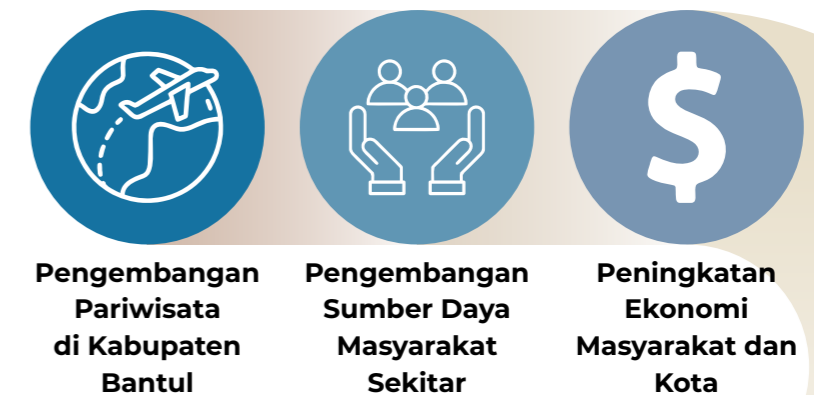 Pengembangan
Pariwisata
di Kabupaten
Bantul
Pengembangan
Sumber Daya
Masyarakat
Sekitar
$
Peningkatan
Ekonomi
Masyarakat dan
Kota